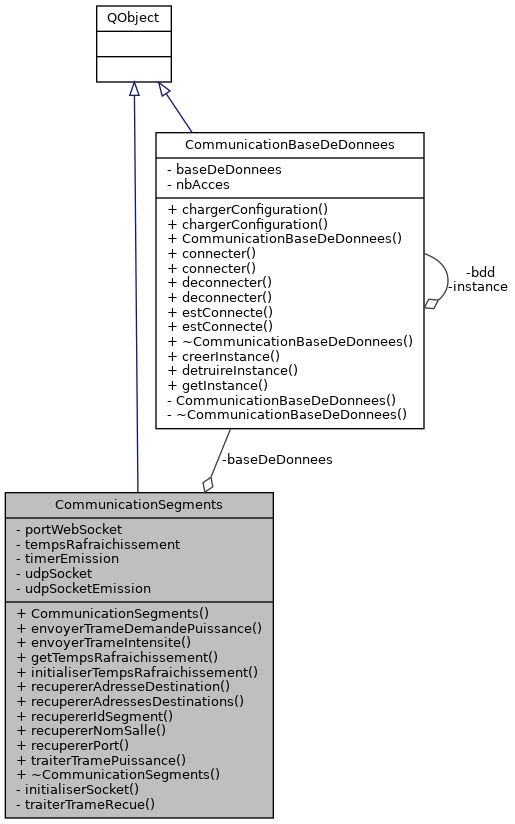 QObject
CommunicationBaseDeDonnees
- baseDeDonnees
- nbAcces
+ chargerConfiguration()
+ chargerConfiguration()
+ CommunicationBaseDeDonnees()
+ connecter()
+ connecter()
+ deconnecter()
+ deconnecter()
+ estConnecte()
+ estConnecte()
+ ~CommunicationBaseDeDonnees()
+ creerInstance()
+ detruireInstance()
+ getInstance()
- CommunicationBaseDeDonnees()
- ~CommunicationBaseDeDonnees()
-bdd
-instance
-baseDeDonnees
CommunicationSegments
- portWebSocket
- tempsRafraichissement
- timerEmission
- udpSocket
- udpSocketEmission
+ CommunicationSegments()
+ envoyerTrameDemandePuissance()
+ envoyerTrameIntensite()
+ getTempsRafraichissement()
+ initialiserTempsRafraichissement()
+ recupererAdresseDestination()
+ recupererAdressesDestinations()
+ recupererIdSegment()
+ recupererNomSalle()
+ recupererPort()
+ traiterTramePuissance()
+ ~CommunicationSegments()
- initialiserSocket()
- traiterTrameRecue()